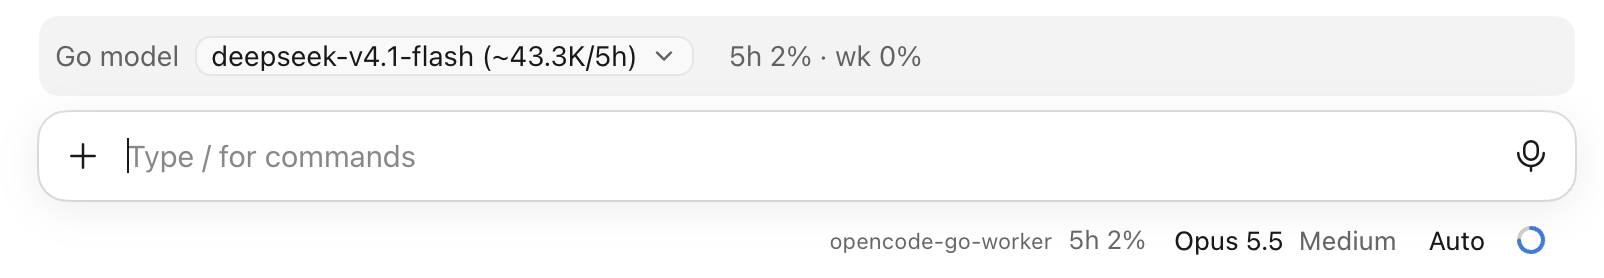 Go model deepseek-v4.1-flash (~43.3K/5h) 5h 2% · wk 0%
Type / for commands
opencode-go-worker 5h 2% Opus 5.5 Medium Auto